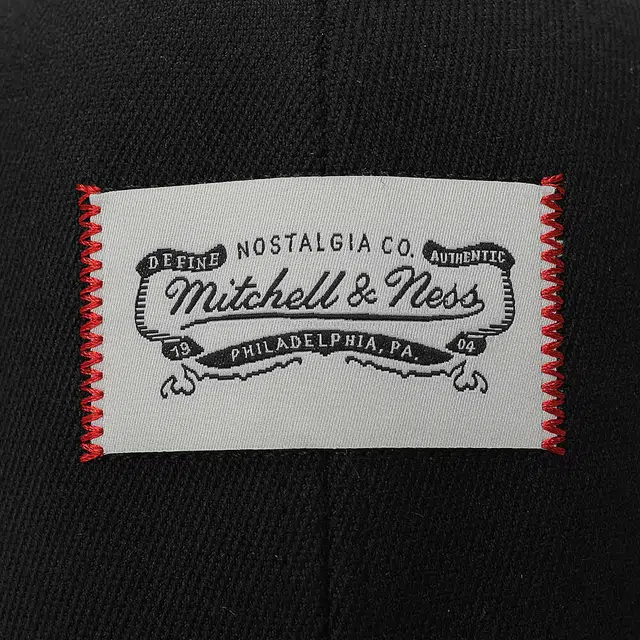 NOSTALGIA CO.
DEFINE
AUTHENTIC
Mitchell & Ness
19
04
PHILADELPHIA, PA.